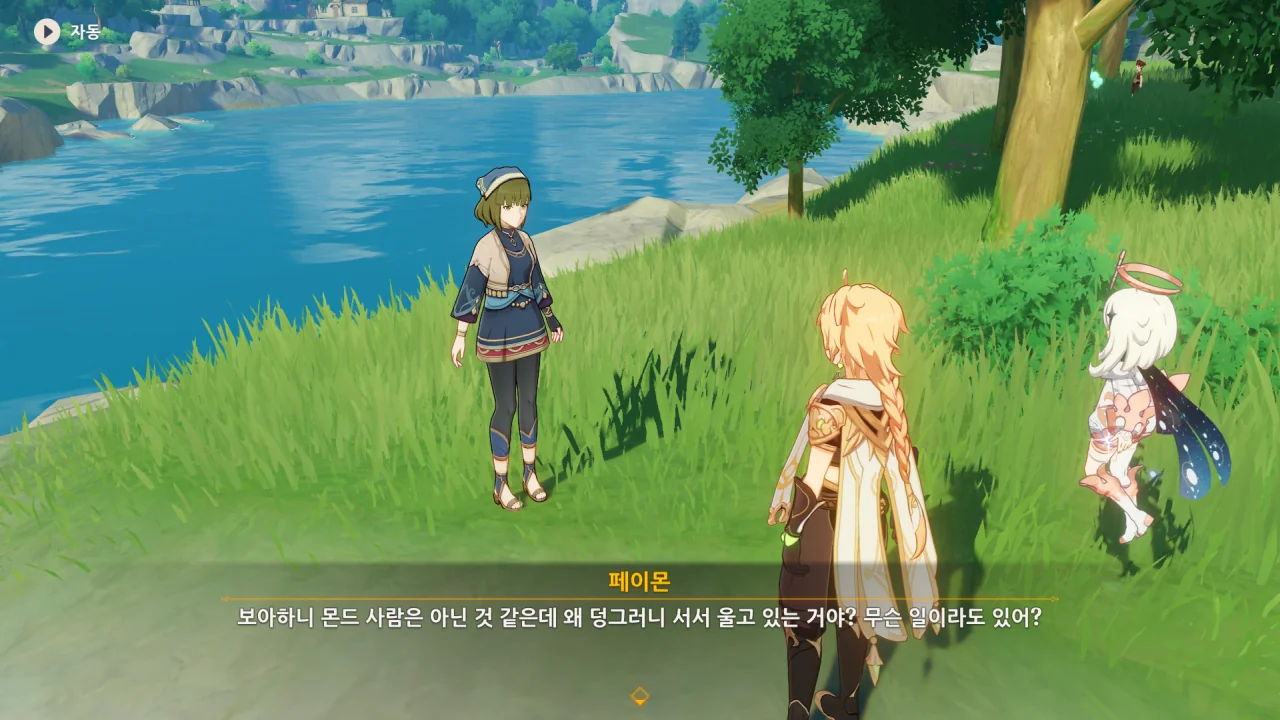 자동
페이몬
보아하니 몬드 사람은 아닌 것 같은데 왜 덩그러니 서서 울고 있는 거야? 무슨 일이라도 있어?